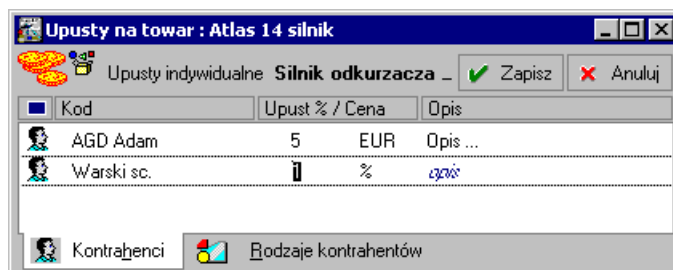 Upusty na towar : Atlas 14 silnik
Upusty indywidualne Silnik odkurzacza _ Zapisz Anuluj
Kod Upust % / Cena Opis
AGD Adam 5 EUR Opis ...
Warski sc. 1 % opis
Kontrahenci Rodzaje kontrahentów